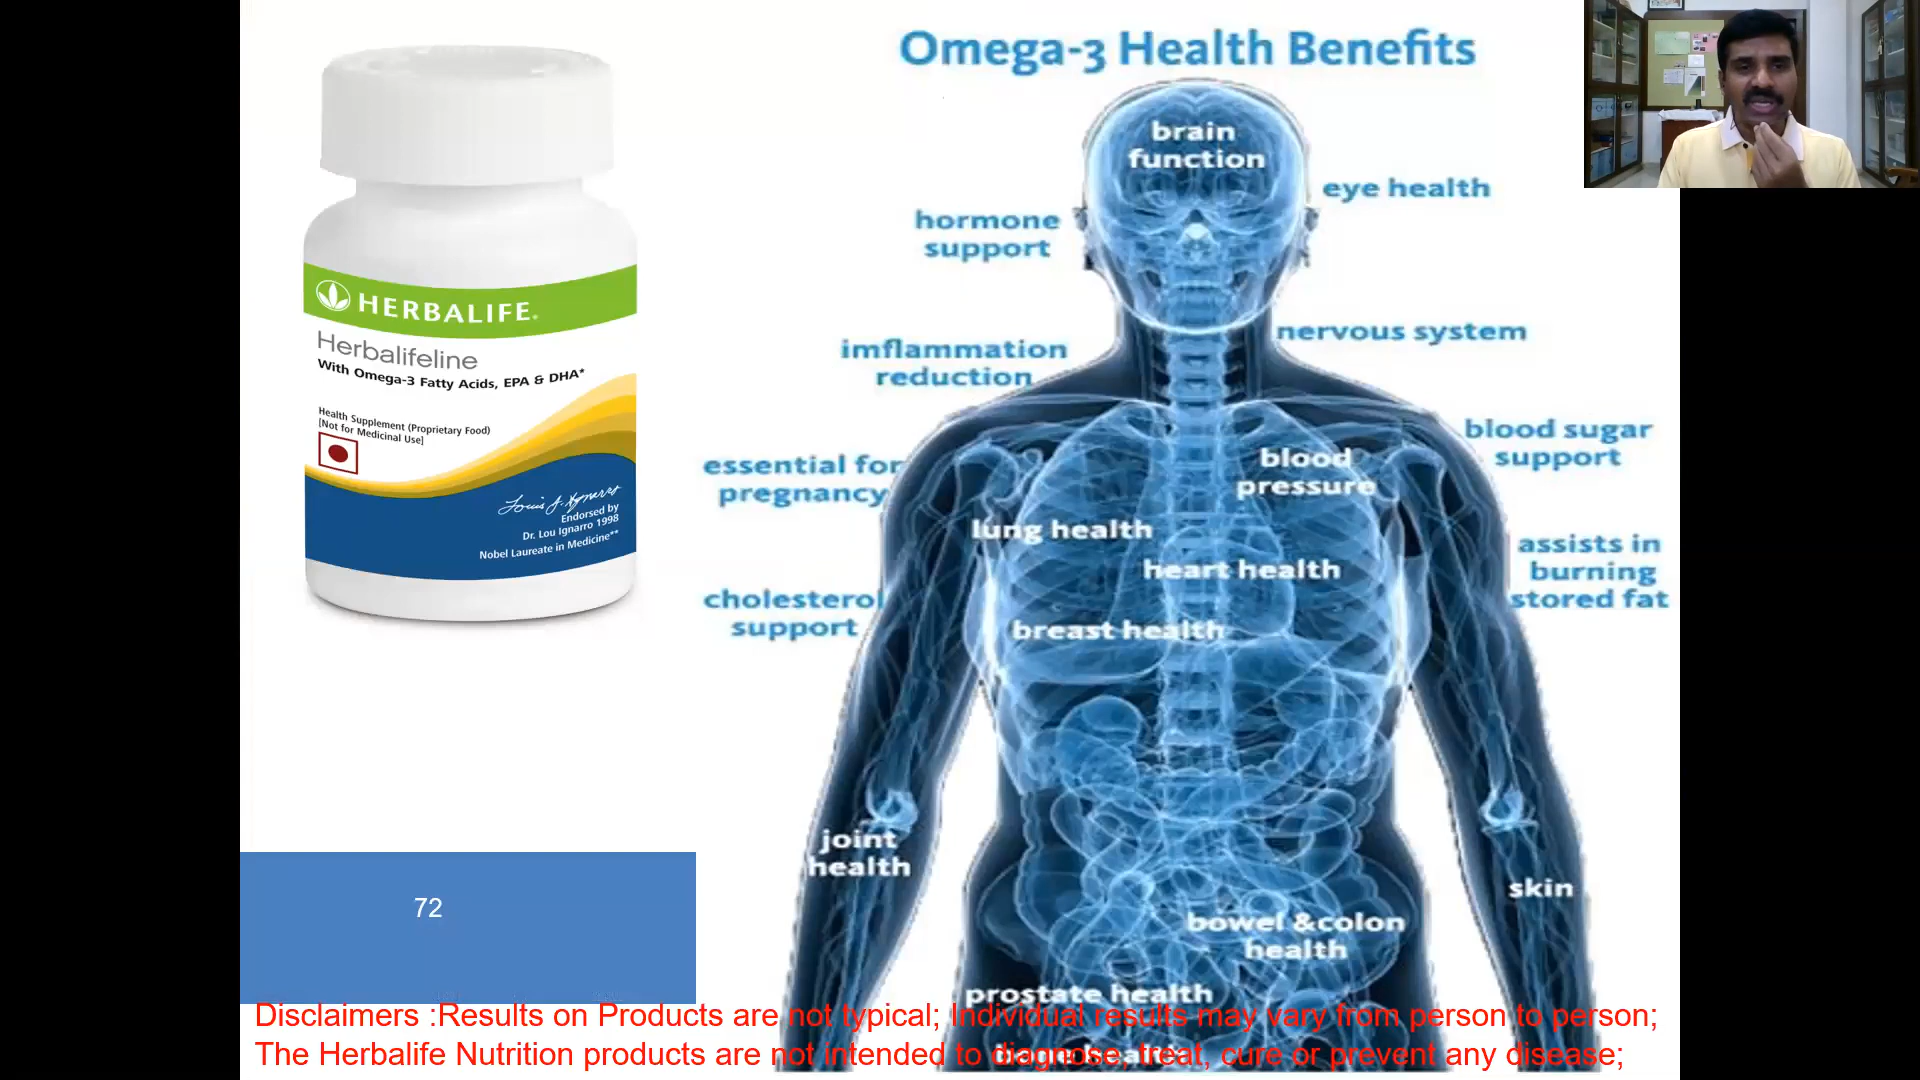 Omega-3 Health Benefits
brain
function
eye health
hormone
support
nervous system
imflammation
reduction
blood sugar
support
essential for
pregnancy
blood
pressure
lung health
heart health
assists in
burning
stored fat
cholesterol
support
breast health
joint
health
skin
bowel &colon
health
prostate health
HERBALIFE.
Herbalifeline
With Omega-3 Fatty Acids, EPA & DHA*
Health Supplement (Proprietary Food)
[Not for Medicinal Use]
Endorsed by
Dr. Lou Ignarro 1998
Nobel Laureate in Medicine**
72
Disclaimers :Results on Products are not typical; Individual results may vary from person to person;
The Herbalife Nutrition products are not intended to diagnose, treat, cure or prevent any disease;